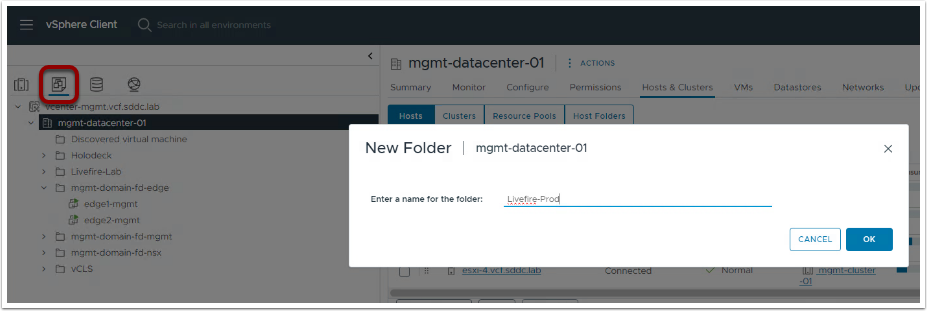 vSphere Client
Search in all environments
vcenter-mgmt.vcf.sddc.lab
mgmt-datacenter-01
Discovered virtual machine
Holodeck
Livefire-Lab
mgmt-domain-fd-edge
edge1-mgmt
edge2-mgmt
mgmt-domain-fd-mgmt
mgmt-domain-fd-nsx
vCLS
mgmt-datacenter-01 ACTIONS
Summary Monitor Configure Permissions Hosts & Clusters VMs Datastores Networks
Hosts Clusters Resource Pools Host Folders
New Folder mgmt-datacenter-01
Enter a name for the folder: Livefire-Prod
CANCEL OK
esxi-4.vcf.sddc.lab Connected Normal mgmt-cluster
-01